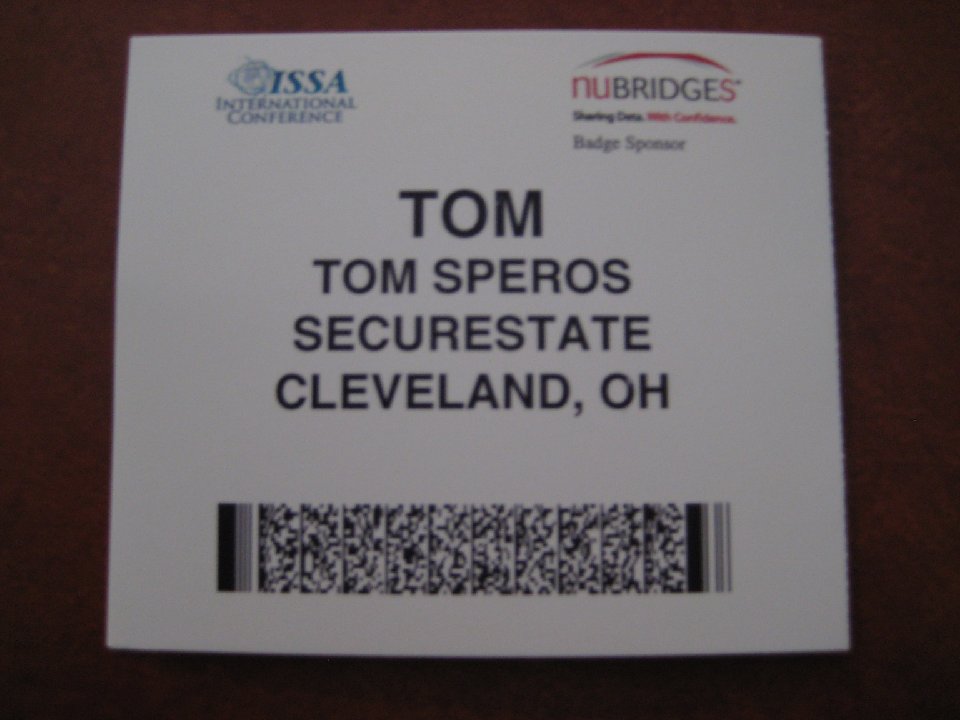 ISSA
INTERNATIONAL
CONFERENCE
NUBRIDGES
Sharing Data. With Confidence.
Badge Sponsor
TOM
TOM SPEROS
SECURESTATE
CLEVELAND, OH